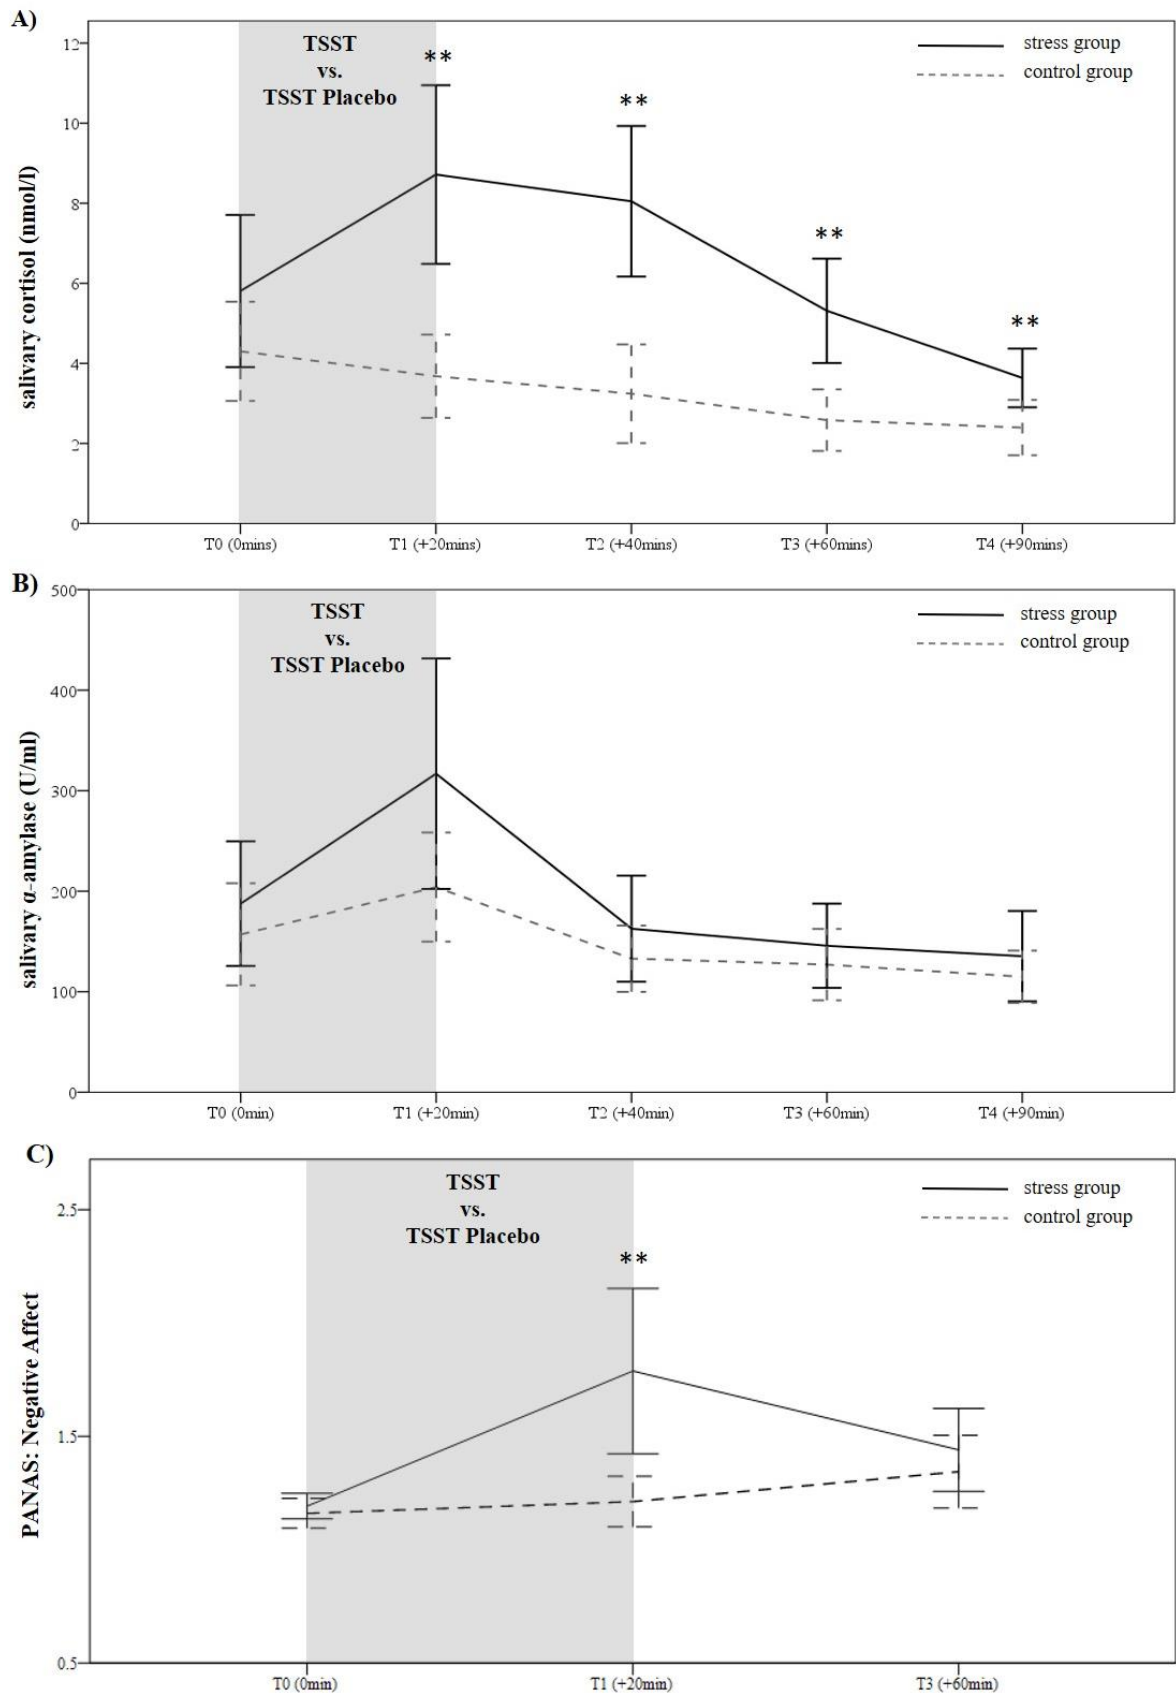 A)
TSST
vs.
TSST Placebo
stress group
control group
**
**
**
**
salivary cortisol (nmol/l)
12
10
8
6
4
2
0
T0 (0mins)
T1 (+20mins)
T2 (+40mins)
T3 (+60mins)
T4 (+90mins)
B)
TSST
vs.
TSST Placebo
stress group
control group
salivary α-amylase (U/ml)
500
400
300
200
100
0
T0 (0min)
T1 (+20min)
T2 (+40min)
T3 (+60min)
T4 (+90min)
C)
TSST
vs.
TSST Placebo
stress group
control group
**
PANAS: Negative Affect
2.5
1.5
0.5
T0 (0min)
T1 (+20min)
T3 (+60min)